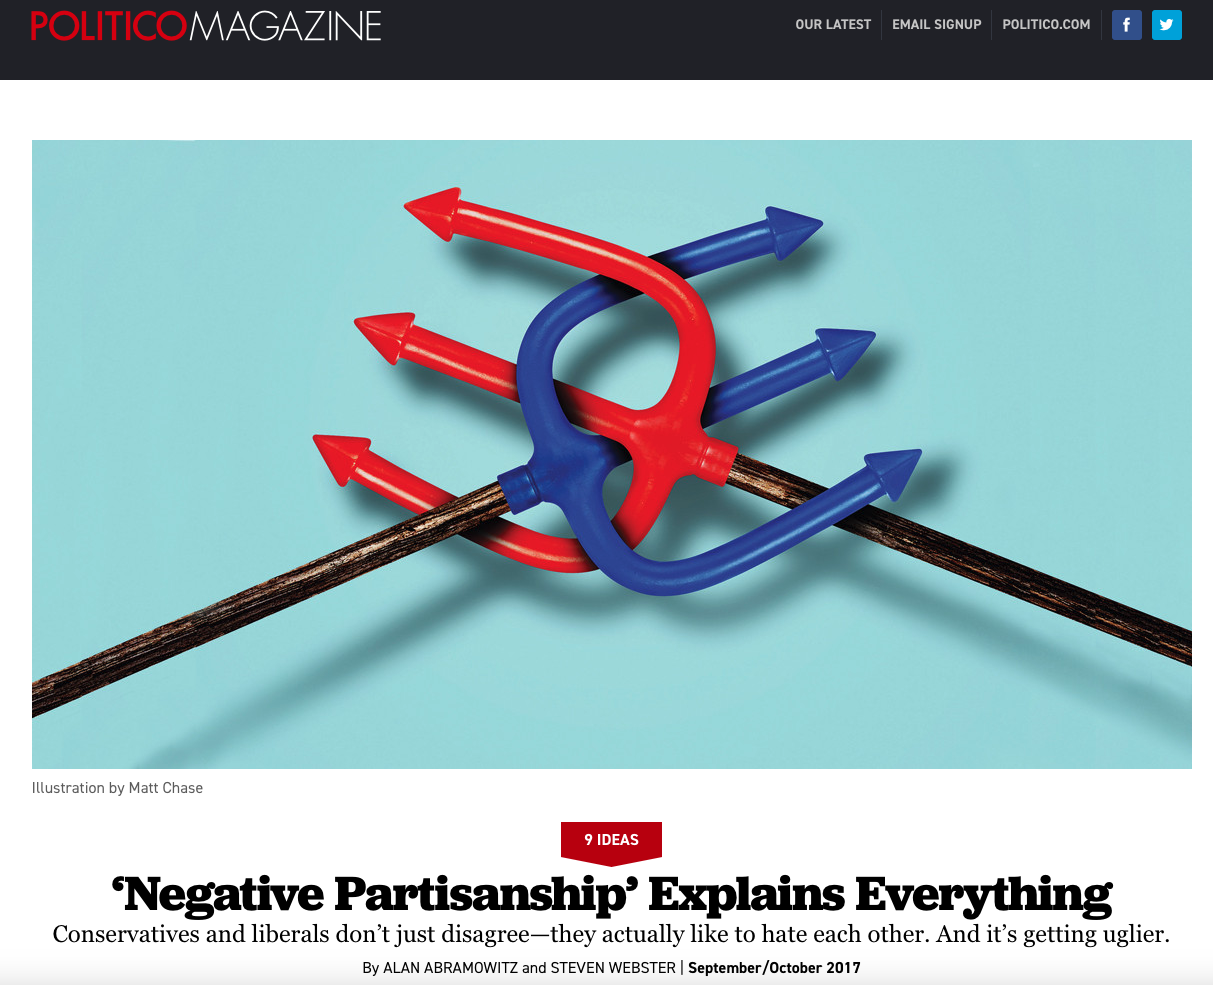 POLITICOMAGAZINE
OUR LATEST
EMAIL SIGNUP
POLITICO.COM
Illustration by Matt Chase
9 IDEAS
‘Negative Partisanship’ Explains Everything
Conservatives and liberals don’t just disagree—they actually like to hate each other. And it’s getting uglier.
By ALAN ABRAMOWITZ and STEVEN WEBSTER | September/October 2017